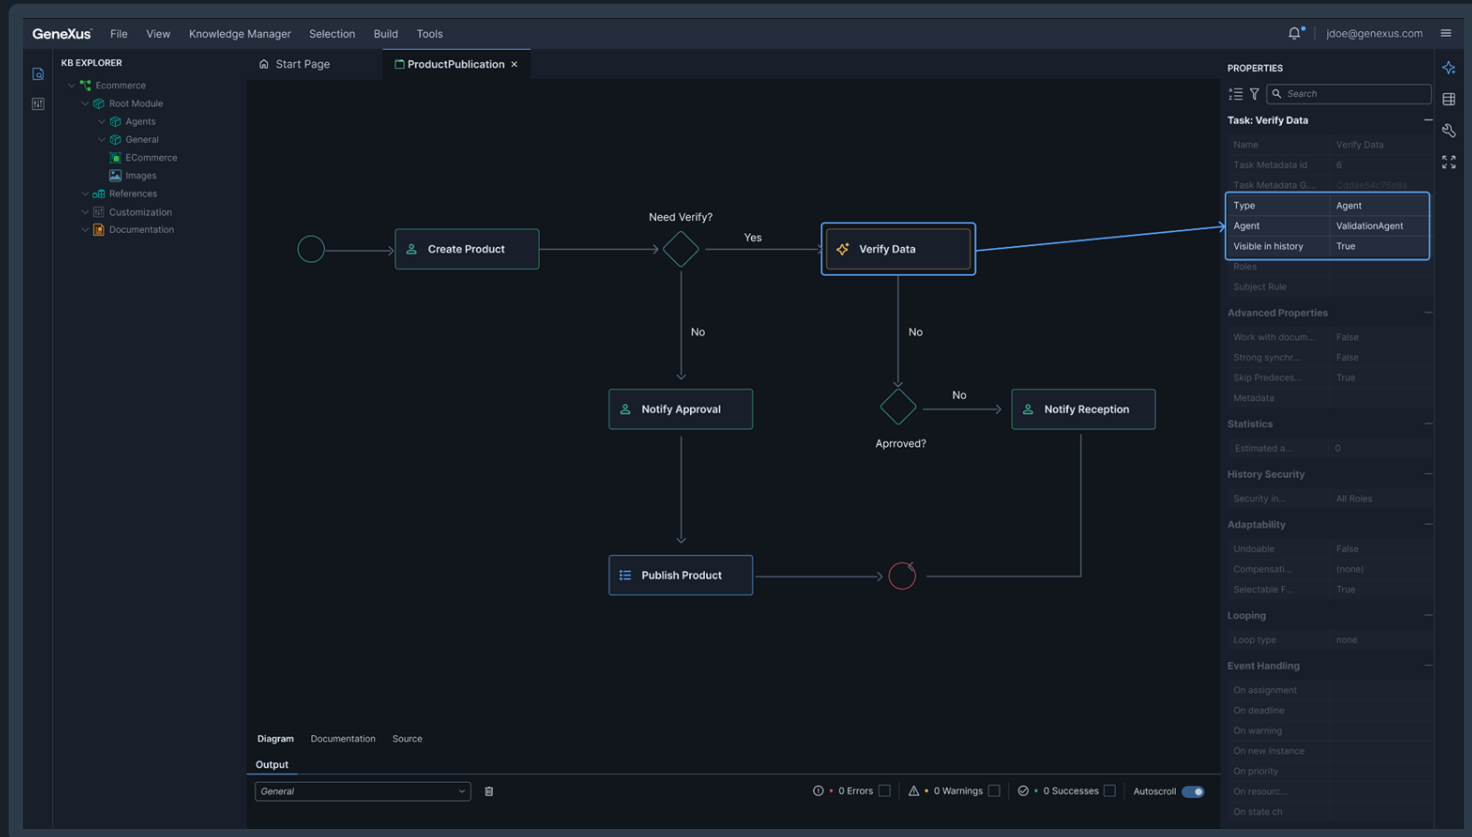 GeneXus File View Knowledge Manager Selection Build Tools jdoe@genexus.com
KB EXPLORER
Ecommerce
Root Module
Agents
General
ECommerce
Images
References
Customization
Documentation
Start Page ProductPublication ×
Create Product
Need Verify?
Yes
Verify Data
No
No
Notify Approval
Aprroved?
No
Notify Reception
Publish Product
Diagram Documentation Source
Output
General
0 Errors 0 Warnings 0 Successes Autoscroll
PROPERTIES
Search
Task: Verify Data
Name Verify Data
Task Metadata id 6
Task Metadata G...
Type Agent
Agent ValidationAgent
Visible in history True
Roles
Subject Rule
Advanced Properties
Work with docum... False
Strong synchr... False
Skip Predeces... True
Metadata
Statistics
Estimated a... 0
History Security
Security in... All Roles
Adaptability
Undoable False
Compensati... (none)
Selectable F... True
Looping
Loop type none
Event Handling
On assignment
On deadline
On warning
On new instance
On priority
On resourc...
On state ch